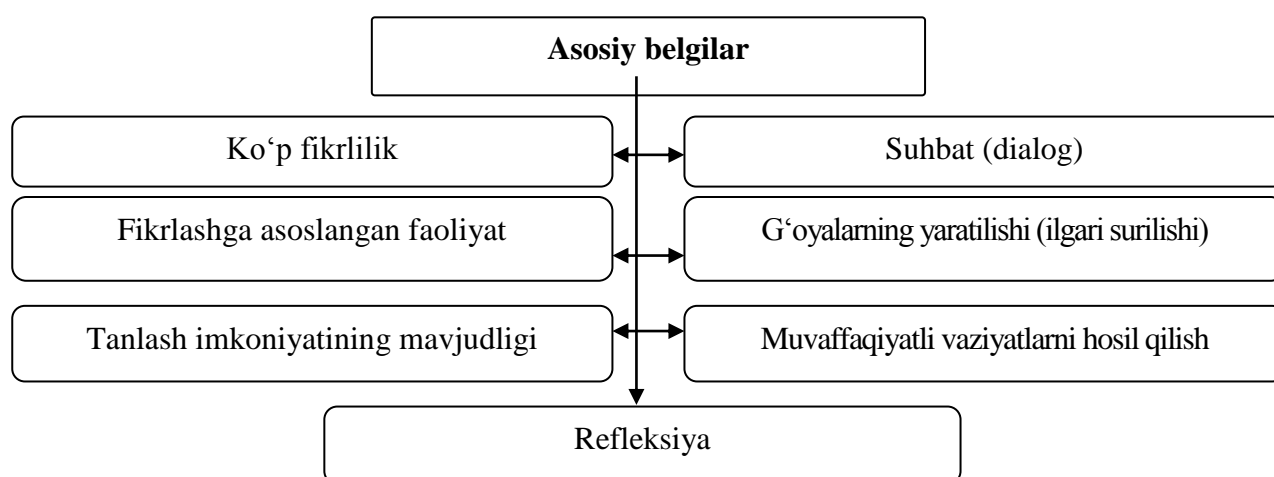 Asosiy belgilar
Ko‘p fikrlilik
Suhbat (dialog)
Fikrlashga asoslangan faoliyat
G‘oyalarning yaratilishi (ilgari surilishi)
Tanlash imkoniyatining mavjudligi
Muvaffaqiyatli vaziyatlarni hosil qilish
Refleksiya